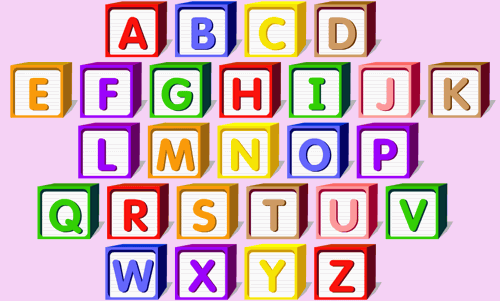 A B C D
E F G H I J K
L M N O P
Q R S T U V
W X Y Z